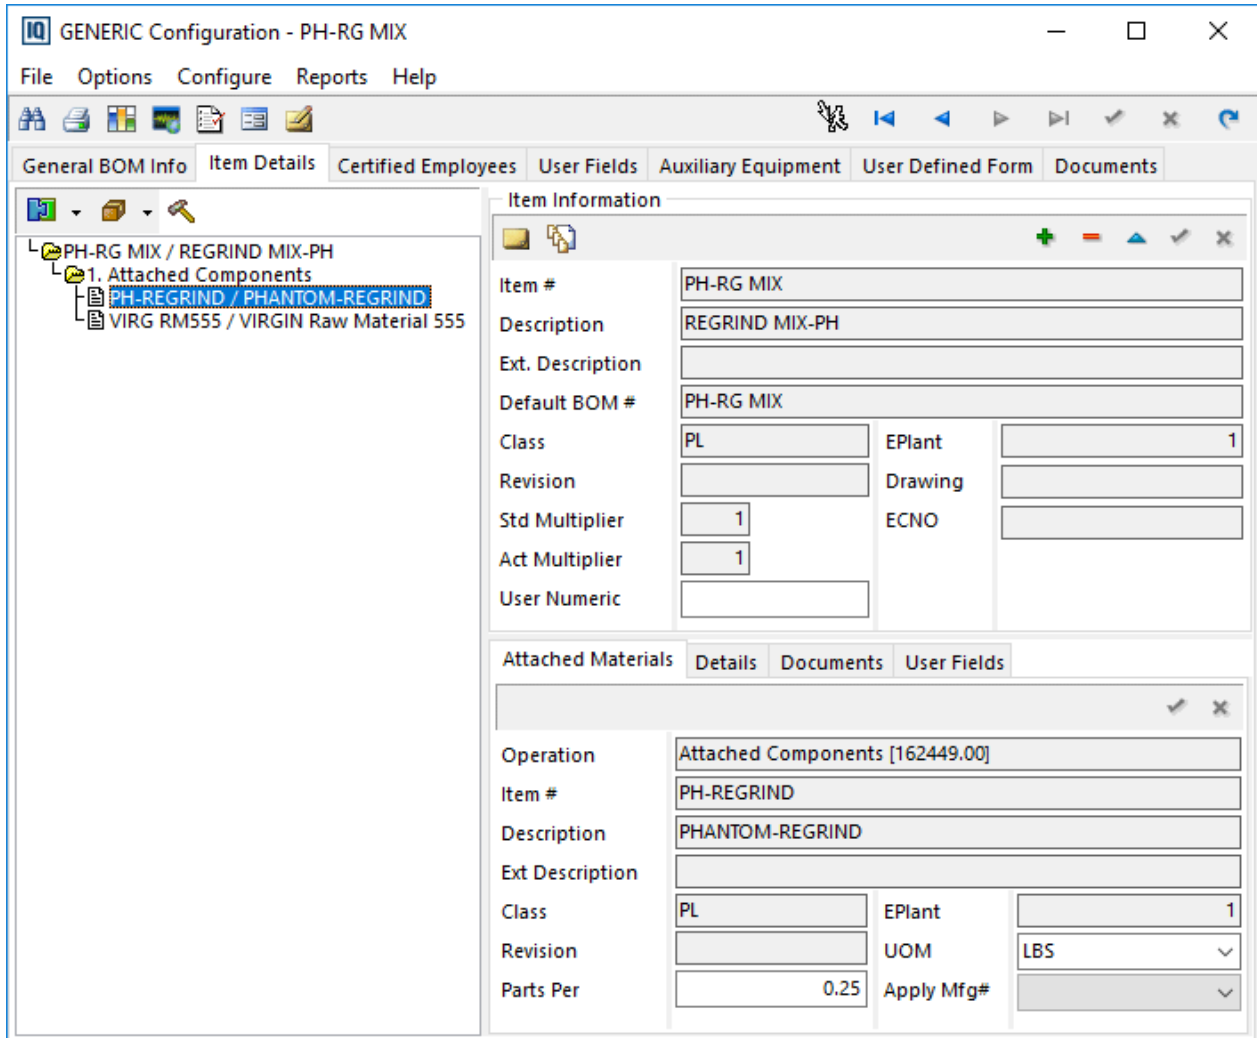 IQ GENERIC Configuration - PH-RG MIX
File Options Configure Reports Help
General BOM Info Item Details Certified Employees User Fields Auxiliary Equipment User Defined Form Documents
PH-RG MIX / REGRIND MIX-PH
1. Attached Components
PH-REGRIND / PHANTOM-REGRIND
VIRG RM555 / VIRGIN Raw Material 555
Item Information
Item # PH-RG MIX
Description REGRIND MIX-PH
Ext. Description
Default BOM # PH-RG MIX
Class PL EPlant 1
Revision Drawing
Std Multiplier 1 ECNO
Act Multiplier 1
User Numeric
Attached Materials Details Documents User Fields
Operation Attached Components [162449.00]
Item # PH-REGRIND
Description PHANTOM-REGRIND
Ext Description
Class PL EPlant 1
Revision UOM LBS
Parts Per 0.25 Apply Mfg#